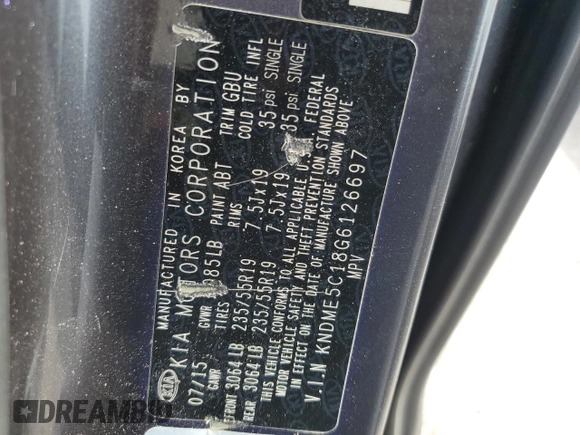 MANUFACTURED IN KOREA BY
KIA KIA MOTORS CORPORATION
07/15 85LB PAINT ABT TRIM GBU
GAWR GVWR TIRES RIMS COLD TIRE INFL
FRONT 3064LB 235/55R19 7.5Jx19 35 psi SINGLE
REAR 3064LB 235/55R19 7.5Jx19 35 psi SINGLE
THIS VEHICLE CONFORMS TO ALL APPLICABLE FEDERAL
MOTOR VEHICLE SAFETY AND THEFT PREVENTION STANDARDS
IN EFFECT ON THE DATE OF MANUFACTURE SHOWN ABOVE
V.I.N KNDME5C18G6126697
MPV
DREAMBID